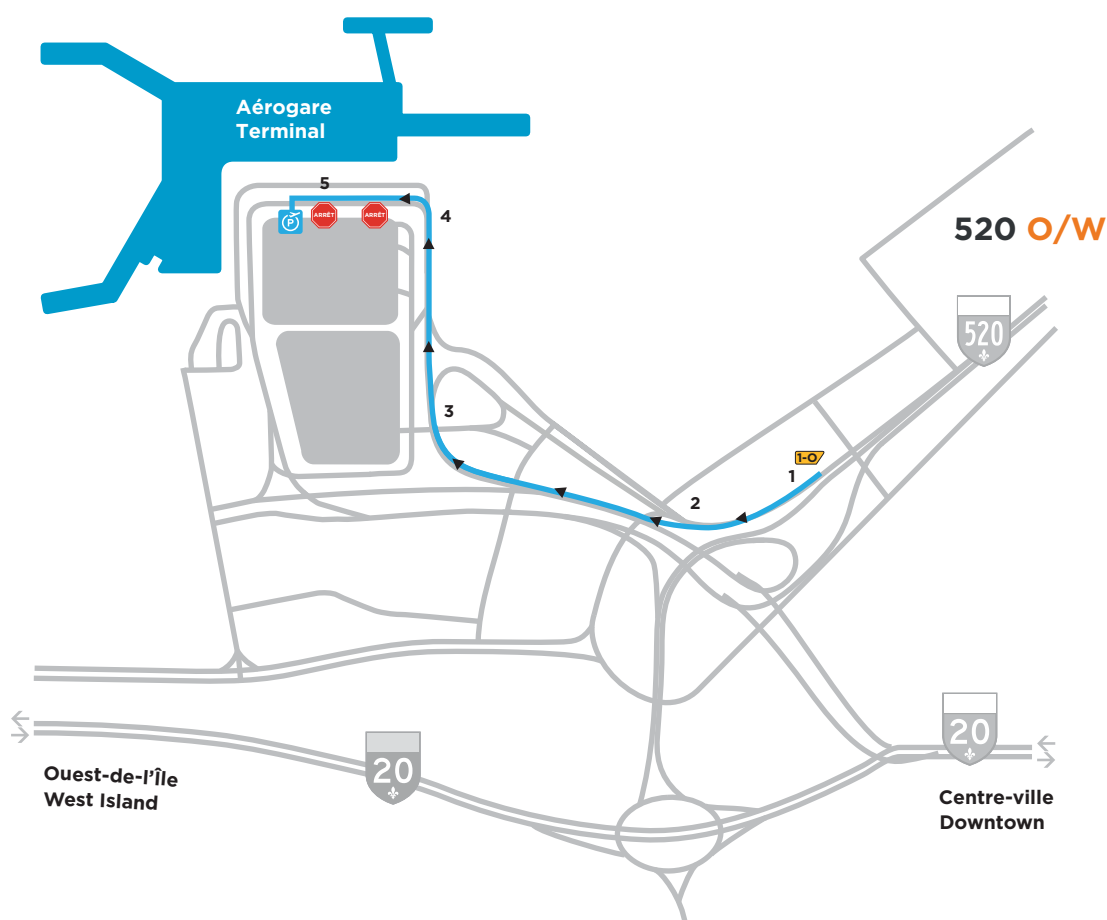 Aérogare
Terminal
5
P
ARRÊT
ARRÊT
4
520 O/W
520
3
1-O
1
2
20
20
Ouest-de-l'Île
West Island
Centre-ville
Downtown